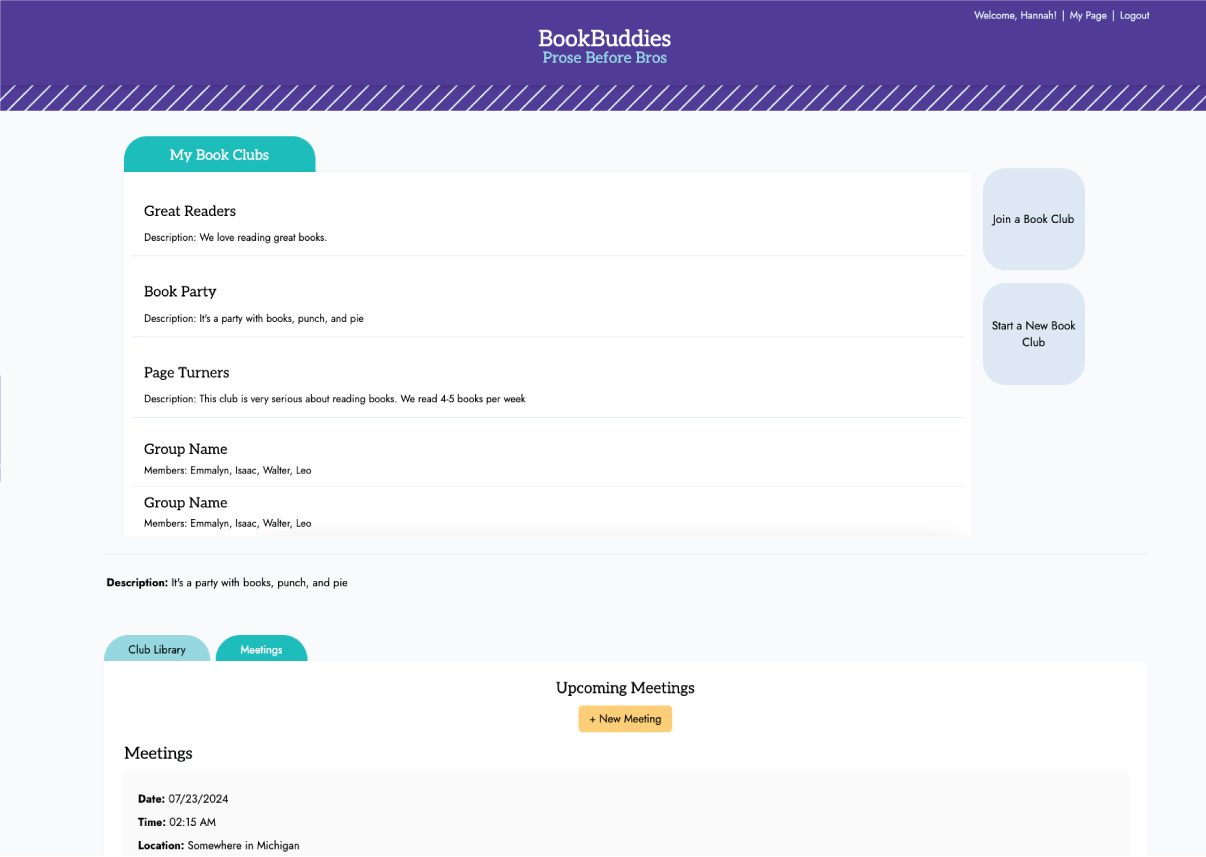 Welcome, Hannah! | My Page | Logout
BookBuddies
Prose Before Bros
My Book Clubs
Great Readers
Description: We love reading great books.
Book Party
Description: It's a party with books, punch, and pie
Page Turners
Description: This club is very serious about reading books. We read 4-5 books per week
Group Name
Members: Emmalyn, Isaac, Walter, Leo
Group Name
Members: Emmalyn, Isaac, Walter, Leo
Join a Book Club
Start a New Book
Club
Description: It's a party with books, punch, and pie
Club Library
Meetings
Upcoming Meetings
+ New Meeting
Meetings
Date: 07/23/2024
Time: 02:15 AM
Location: Somewhere in Michigan